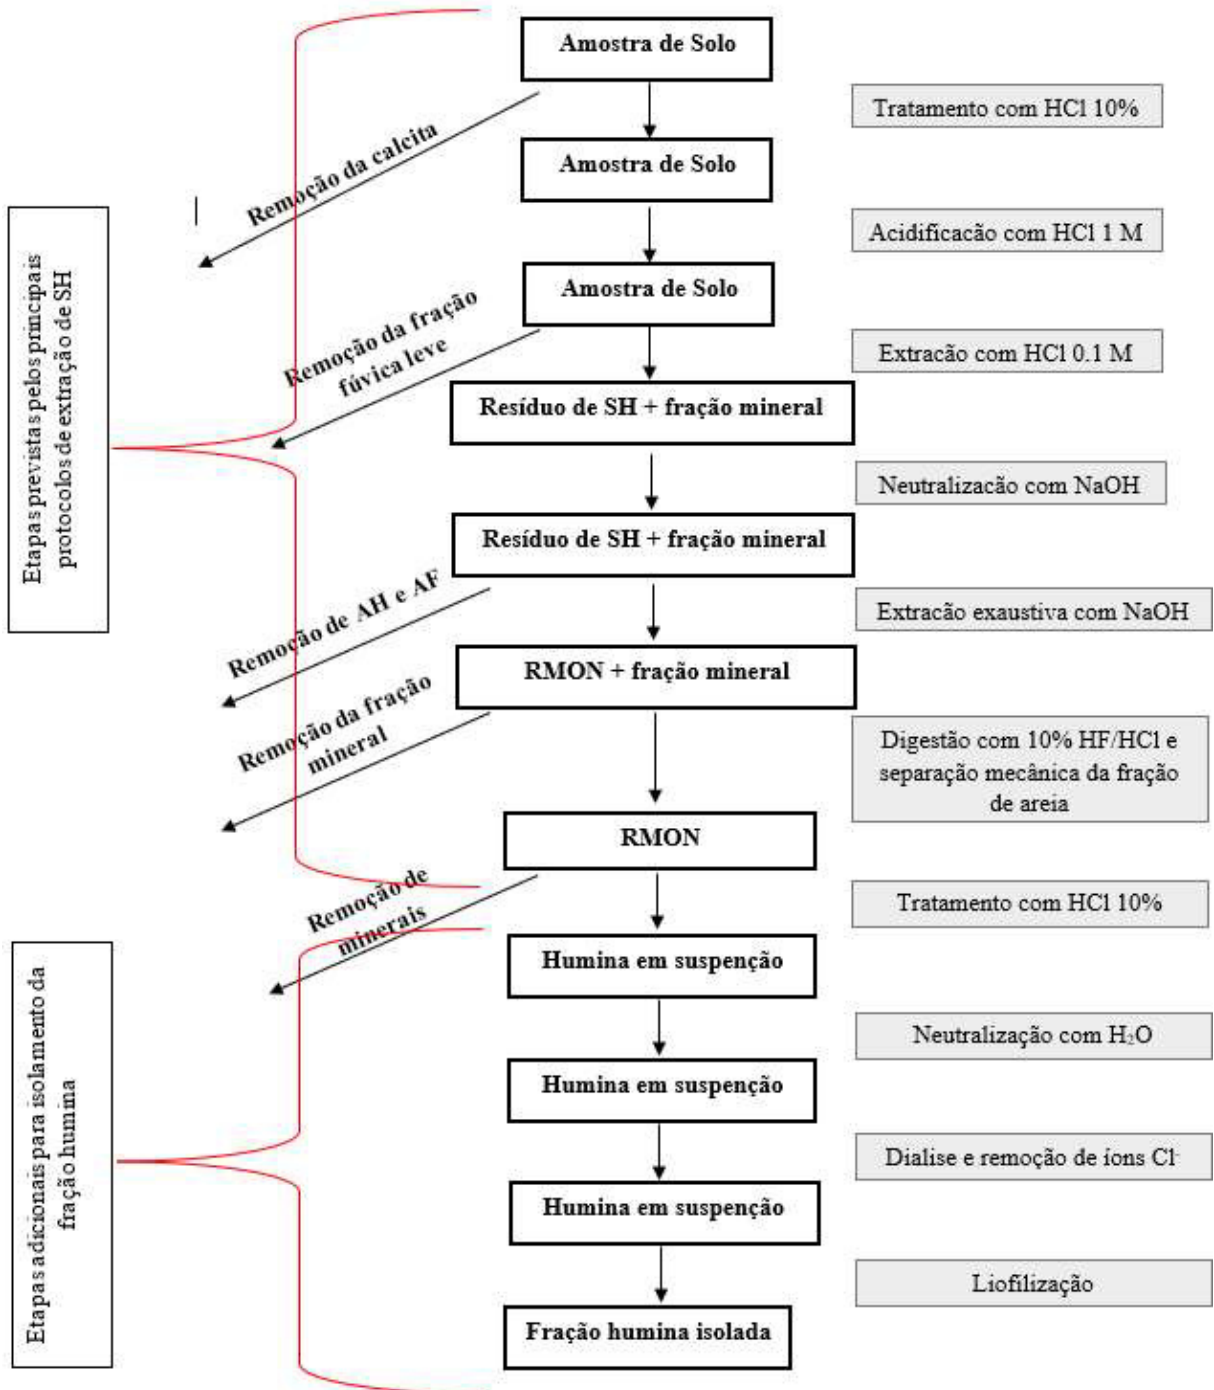 Amostra de Solo
Tratamento com HCl 10%
Remoção da calcita
Amostra de Solo
Acidificacão com HCl 1 M
Amostra de Solo
Remoção da fração
fúvica leve
Extracão com HCl 0.1 M
Resíduo de SH + fração mineral
Neutralizacão com NaOH
Resíduo de SH + fração mineral
Remoção de AH e AF
Extracão exaustiva com NaOH
RMON + fração mineral
Remoção da fração
mineral
Digestão com 10% HF/HCl e
separação mecânica da fração
de areia
RMON
Remoção de
minerais
Tratamento com HCl 10%
Humina em suspenção
Neutralização com H₂O
Humina em suspenção
Dialise e remoção de íons Cl⁻
Humina em suspenção
Liofilização
Fração humina isolada
Etapas previstas pelos principais
protocolos de extração de SH
Etapas adicionais para isolamento da
fração humina